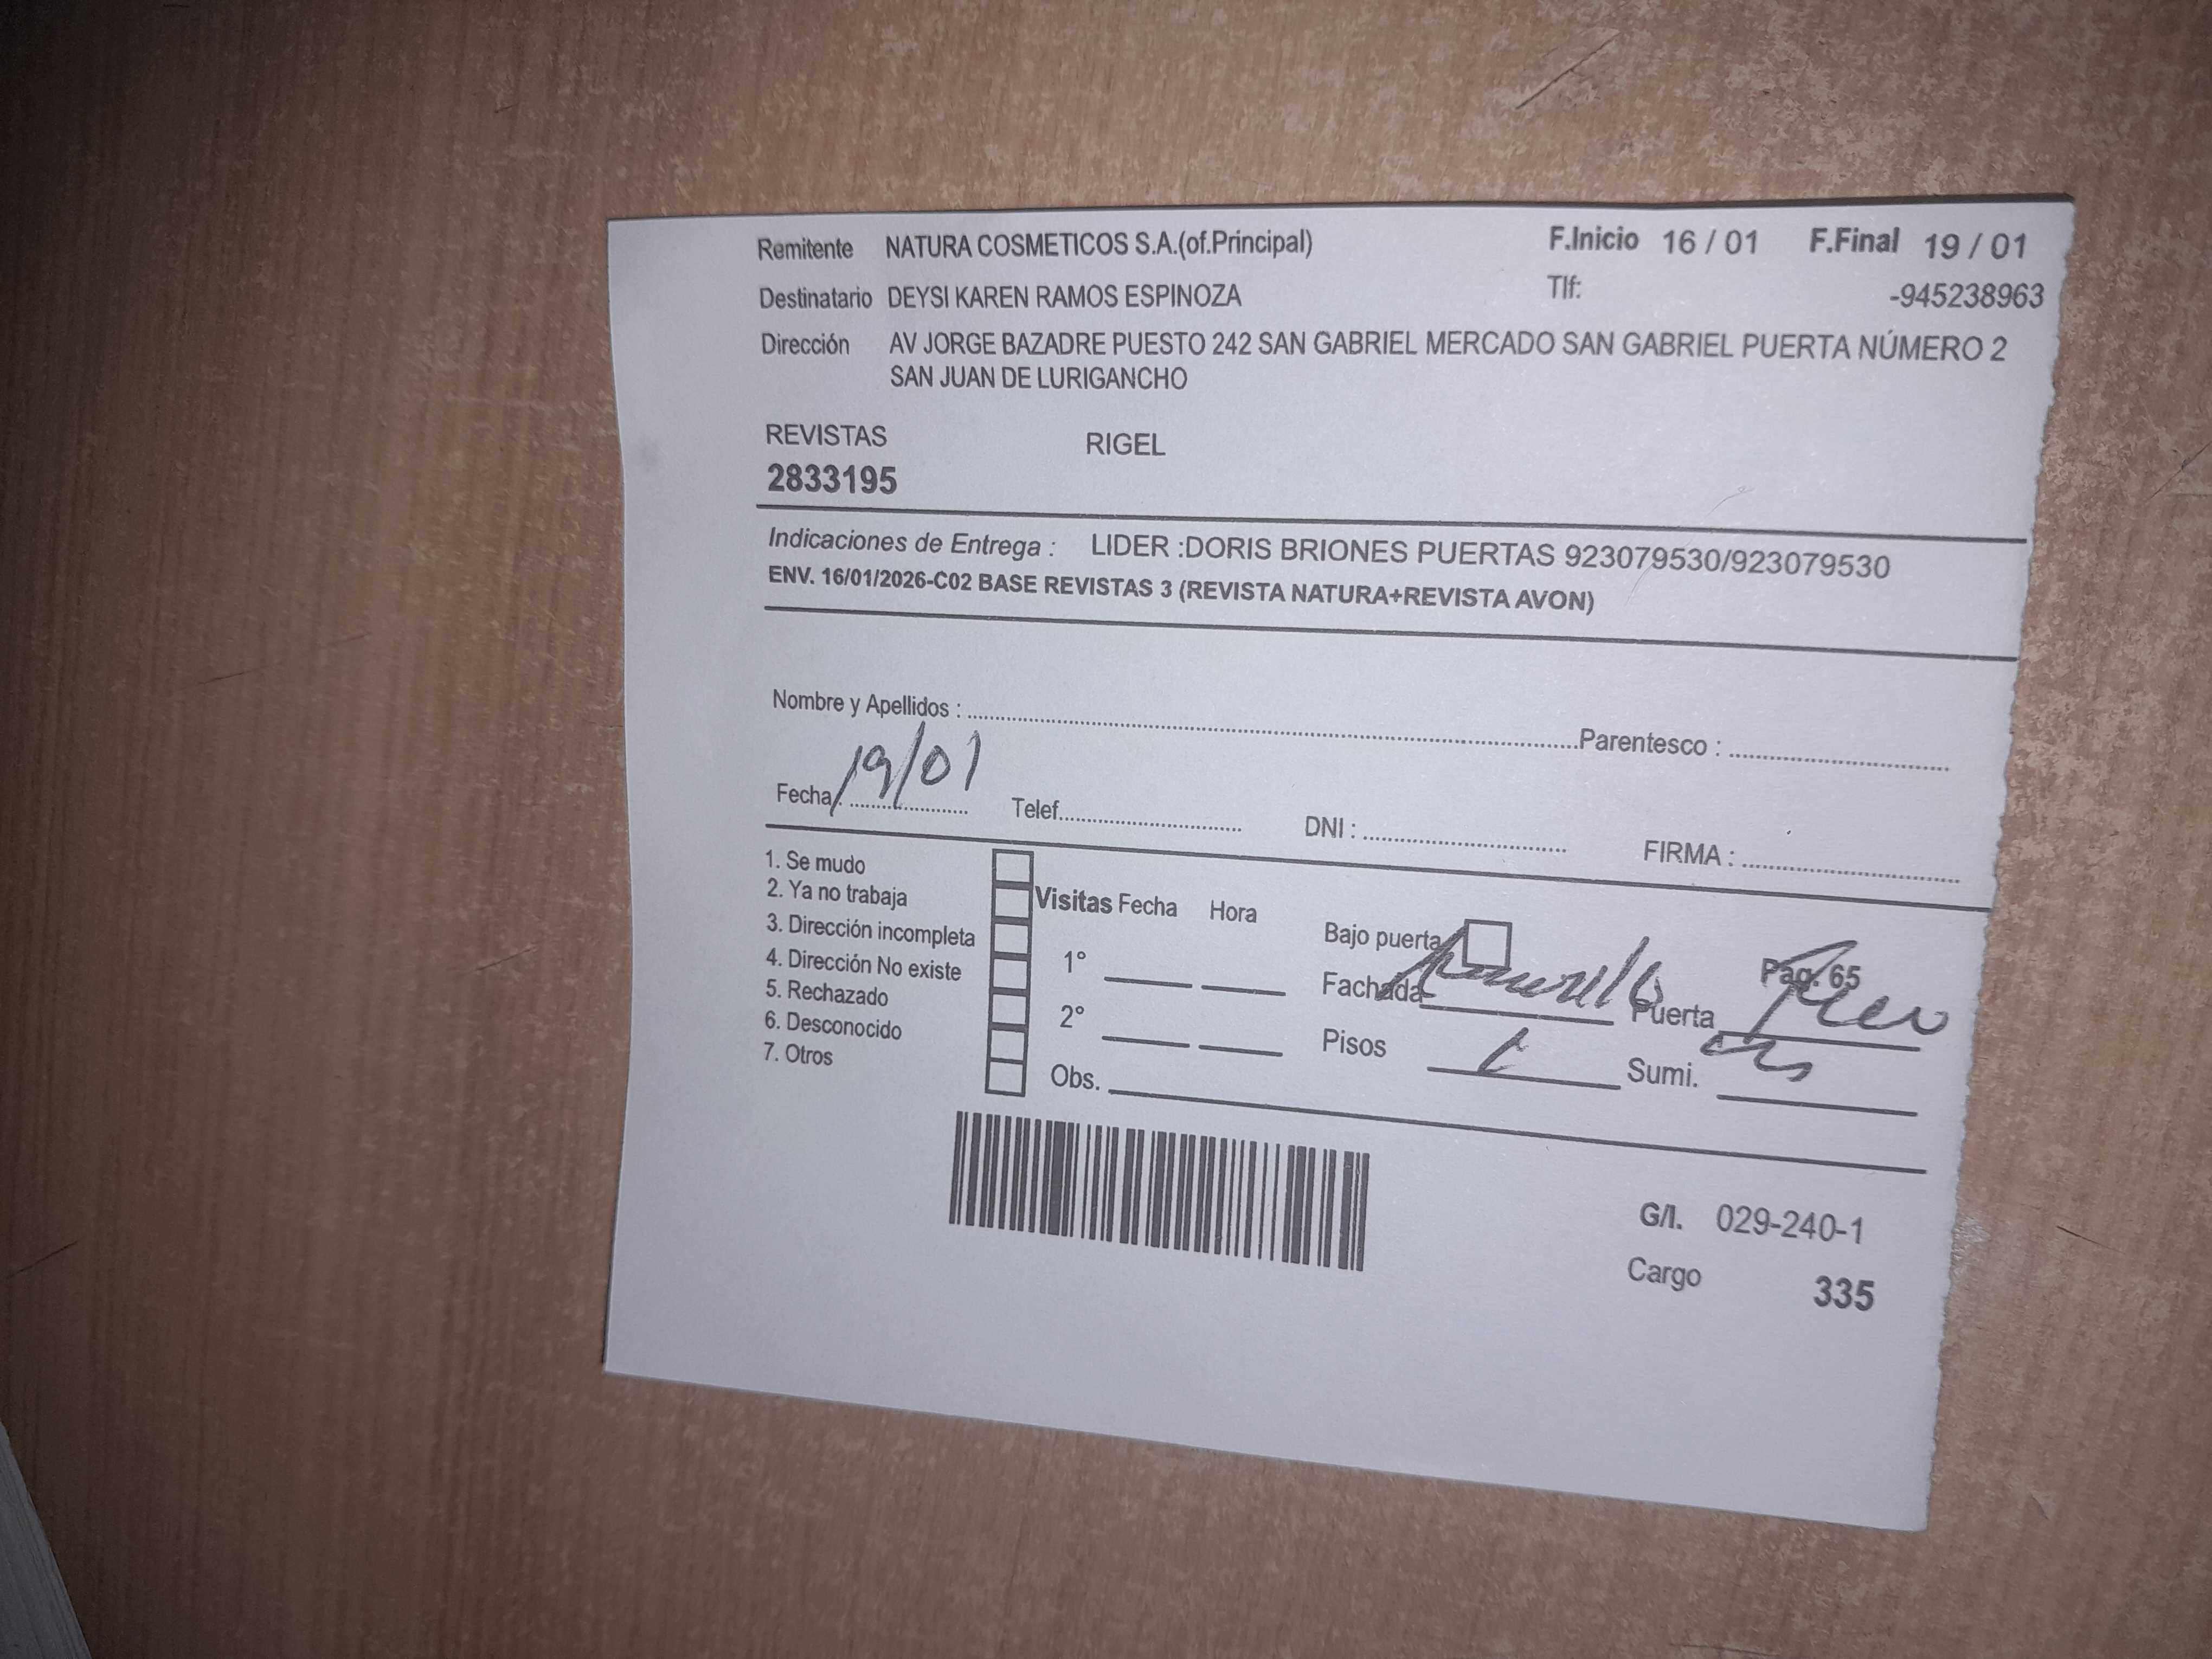 Remitente NATURA COSMETICOS S.A.(of.Principal) F.Inicio 16 / 01 F.Final 19 / 01
Destinatario DEYSI KAREN RAMOS ESPINOZA Tlf: -945238963
Dirección AV JORGE BAZADRE PUESTO 242 SAN GABRIEL MERCADO SAN GABRIEL PUERTA NÚMERO 2
SAN JUAN DE LURIGANCHO
REVISTAS RIGEL
2833195
Indicaciones de Entrega : LIDER :DORIS BRIONES PUERTAS 923079530/923079530
ENV. 16/01/2026-C02 BASE REVISTAS 3 (REVISTA NATURA+REVISTA AVON)
Nombre y Apellidos : Parentesco :
Fecha 19/01 Telef. DNI : FIRMA :
1. Se mudo
2. Ya no trabaja
3. Dirección incompleta
4. Dirección No existe
5. Rechazado
6. Desconocido
7. Otros
Visitas Fecha Hora
1°
2°
Obs.
Bajo puerta
Pag. 65
Fachada Puerta
Pisos Sumi.
G/I. 029-240-1
Cargo 335